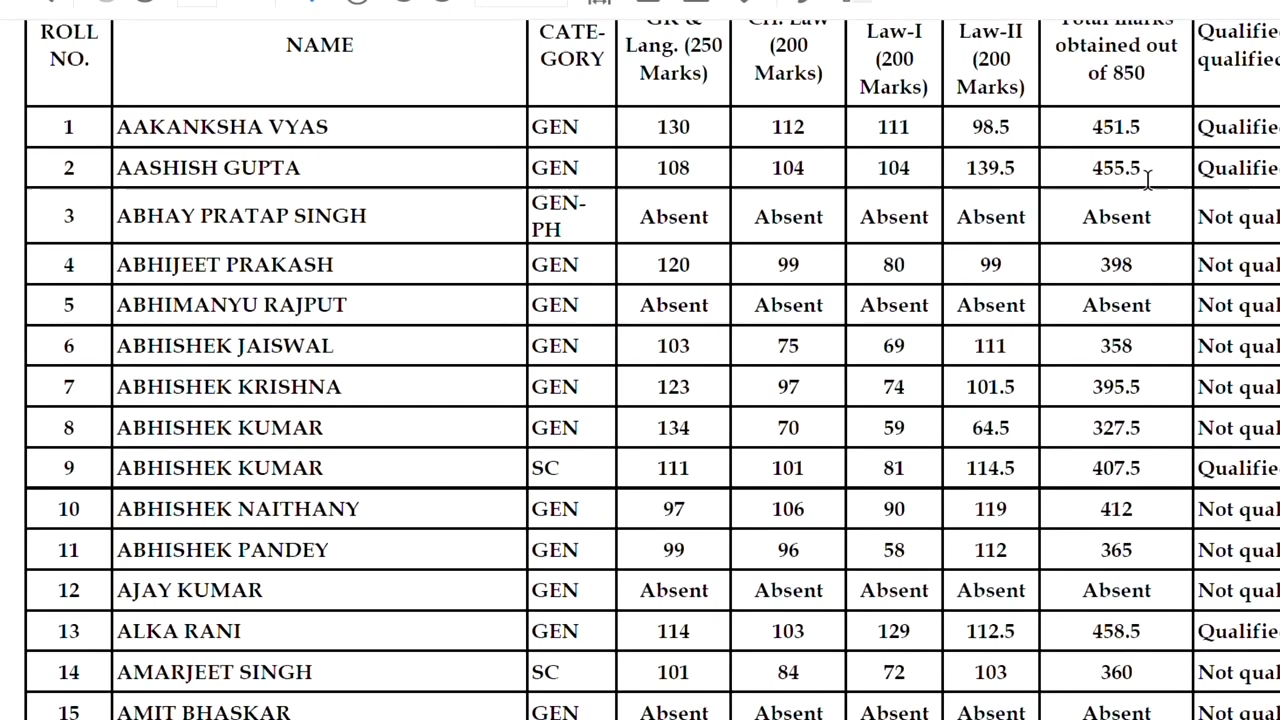 ROLL NO. NAME CATE-GORY Lang. (250 Marks) (200 Marks) Law-I (200 Marks) Law-II (200 Marks) Total marks obtained out of 850
1 AAKANKSHA VYAS GEN 130 112 111 98.5 451.5 Qualifie
2 AASHISH GUPTA GEN 108 104 104 139.5 455.5 Qualifie
3 ABHAY PRATAP SINGH GEN-PH Absent Absent Absent Absent Absent Not qual
4 ABHIJEET PRAKASH GEN 120 99 80 99 398 Not qual
5 ABHIMANYU RAJPUT GEN Absent Absent Absent Absent Absent Not qual
6 ABHISHEK JAISWAL GEN 103 75 69 111 358 Not qual
7 ABHISHEK KRISHNA GEN 123 97 74 101.5 395.5 Not qual
8 ABHISHEK KUMAR GEN 134 70 59 64.5 327.5 Not qual
9 ABHISHEK KUMAR SC 111 101 81 114.5 407.5 Qualifie
10 ABHISHEK NAITHANY GEN 97 106 90 119 412 Not qual
11 ABHISHEK PANDEY GEN 99 96 58 112 365 Not qual
12 AJAY KUMAR GEN Absent Absent Absent Absent Absent Not qual
13 ALKA RANI GEN 114 103 129 112.5 458.5 Qualifie
14 AMARJEET SINGH SC 101 84 72 103 360 Not qual
15 AMIT BHASKAR GEN Absent Absent Absent Absent Absent Not qual